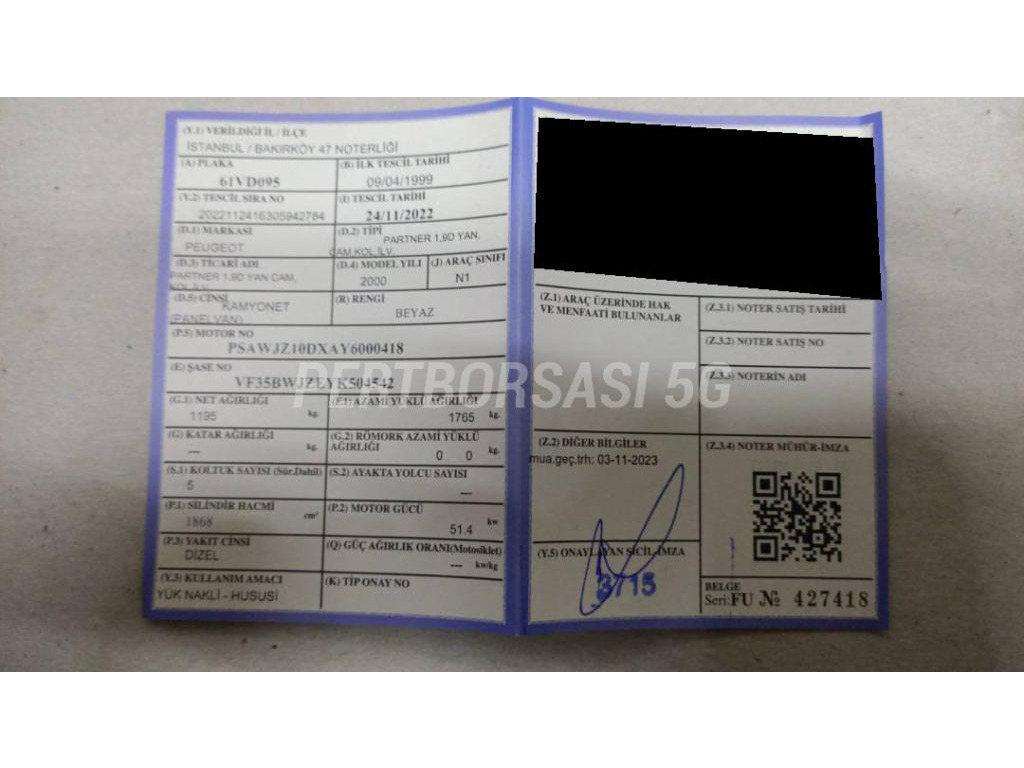 (Y.1) VERİLDİĞİ İL / İLÇE
İSTANBUL / BAKIRKÖY 47 NOTERLİĞİ
(A) PLAKA
61VD095
(B) İLK TESCİL TARİHİ
09/04/1999
(Y.2) TESCİL SIRA NO
2022112416305942784
(I) TESCİL TARİHİ
24/11/2022
(D.1) MARKASI
PEUGEOT
(D.2) TİPİ
PARTNER 1,9D YAN.
CAM,KOL.İLV.
(D.3) TİCARİ ADI
PARTNER 1.9D YAN.CAM,
KOL.İLV.
(D.4) MODEL YILI
2000
(J) ARAÇ SINIFI
N1
(D.5) CİNSİ
KAMYONET
(PANELVAN)
(R) RENGİ
BEYAZ
(P.5) MOTOR NO
PSAWJZ10DXAY6000418
(E) ŞASE NO
VF35BWJZEYK504542
(G.1) NET AĞIRLIĞI
1195 kg.
(F.1) AZAMİ YÜKLÜ AĞIRLIĞI
1765 kg.
(G) KATAR AĞIRLIĞI
--- kg.
(G.2) RÖMORK AZAMİ YÜKLÜ
AĞIRLIĞI
0 0 kg.
(S.1) KOLTUK SAYISI (Sür.Dahil)
5
(S.2) AYAKTA YOLCU SAYISI
---
(P.1) SİLİNDİR HACMİ
1868 cm³
(P.2) MOTOR GÜCÜ
51.4 kw
(P.3) YAKIT CİNSİ
DİZEL
(Q) GÜÇ AĞIRLIK ORANI(Motosiklet)
--- kw/kg
(Y.3) KULLANIM AMACI
YÜK NAKLİ - HUSUSİ
(K) TİP ONAY NO
(Z.1) ARAÇ ÜZERİNDE HAK
VE MENFAATİ BULUNANLAR
(Z.3.1) NOTER SATIŞ TARİHİ
(Z.3.2) NOTER SATIŞ NO
(Z.3.3) NOTERİN ADI
(Z.2) DİĞER BİLGİLER
mua.geç.trh: 03-11-2023
(Z.3.4) NOTER MÜHÜR-İMZA
(Y.5) ONAYLAYAN SİCİL-İMZA
BELGE
Seri:FU № 427418
PERTBORSASI 5G